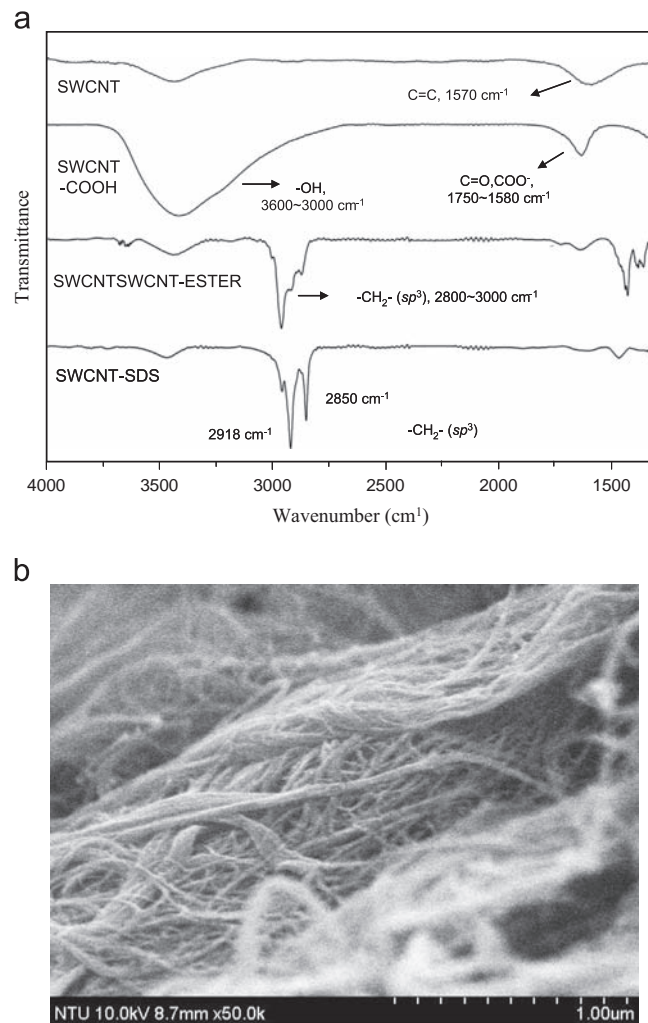 a
SWCNT
C=C, 1570 cm⁻¹
SWCNT
-COOH
-OH,
3600~3000 cm⁻¹
C=O,COO⁻,
1750~1580 cm⁻¹
SWCNTSWCNT-ESTER
-CH₂- (sp³), 2800~3000 cm⁻¹
SWCNT-SDS
2850 cm⁻¹
2918 cm⁻¹
-CH₂- (sp³)
Transmittance
4000 3500 3000 2500 2000 1500
Wavenumber (cm¹)
b
NTU 10.0kV 8.7mm x50.0k 1.00um